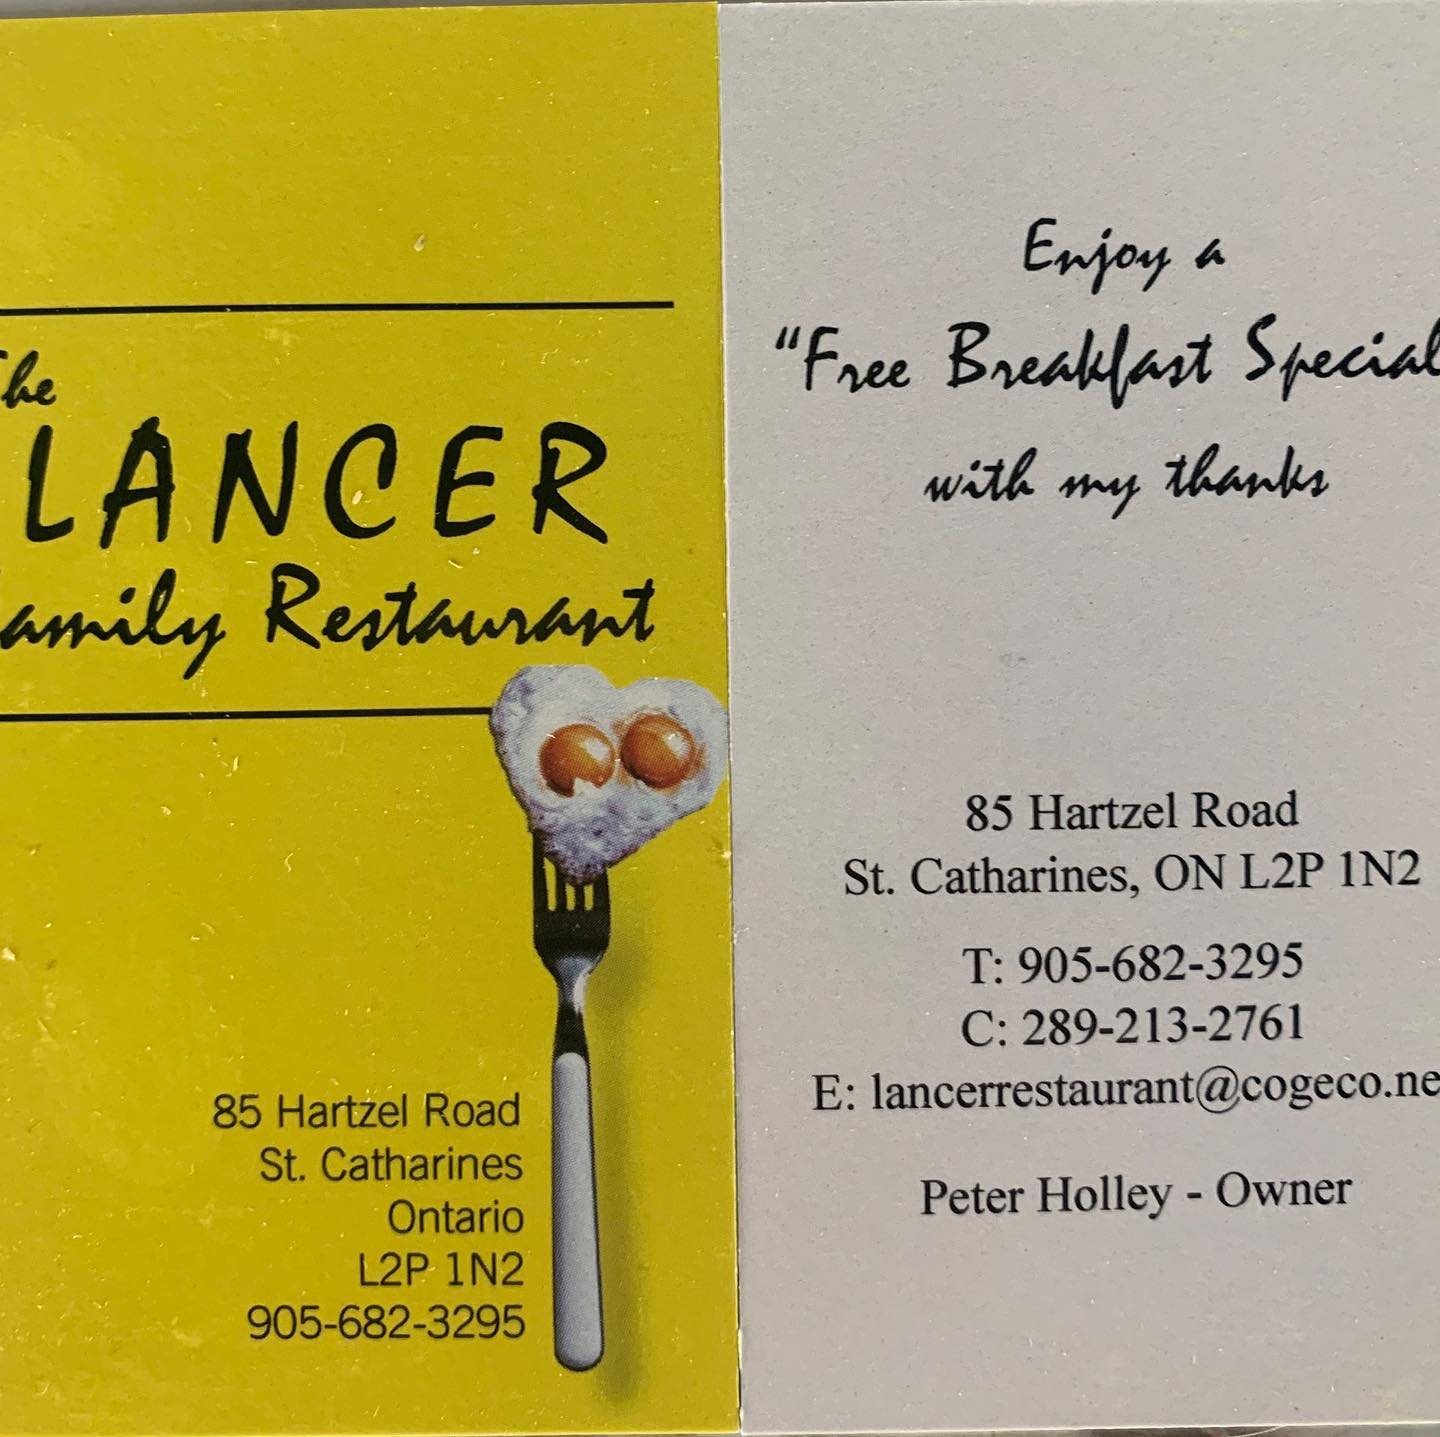 The
LANCER
Family Restaurant
85 Hartzel Road
St. Catharines
Ontario
L2P 1N2
905-682-3295
Enjoy a
"Free Breakfast Special
with my thanks
85 Hartzel Road
St. Catharines, ON L2P 1N2
T: 905-682-3295
C: 289-213-2761
E: lancerrestaurant@cogeco.ne
Peter Holley - Owner